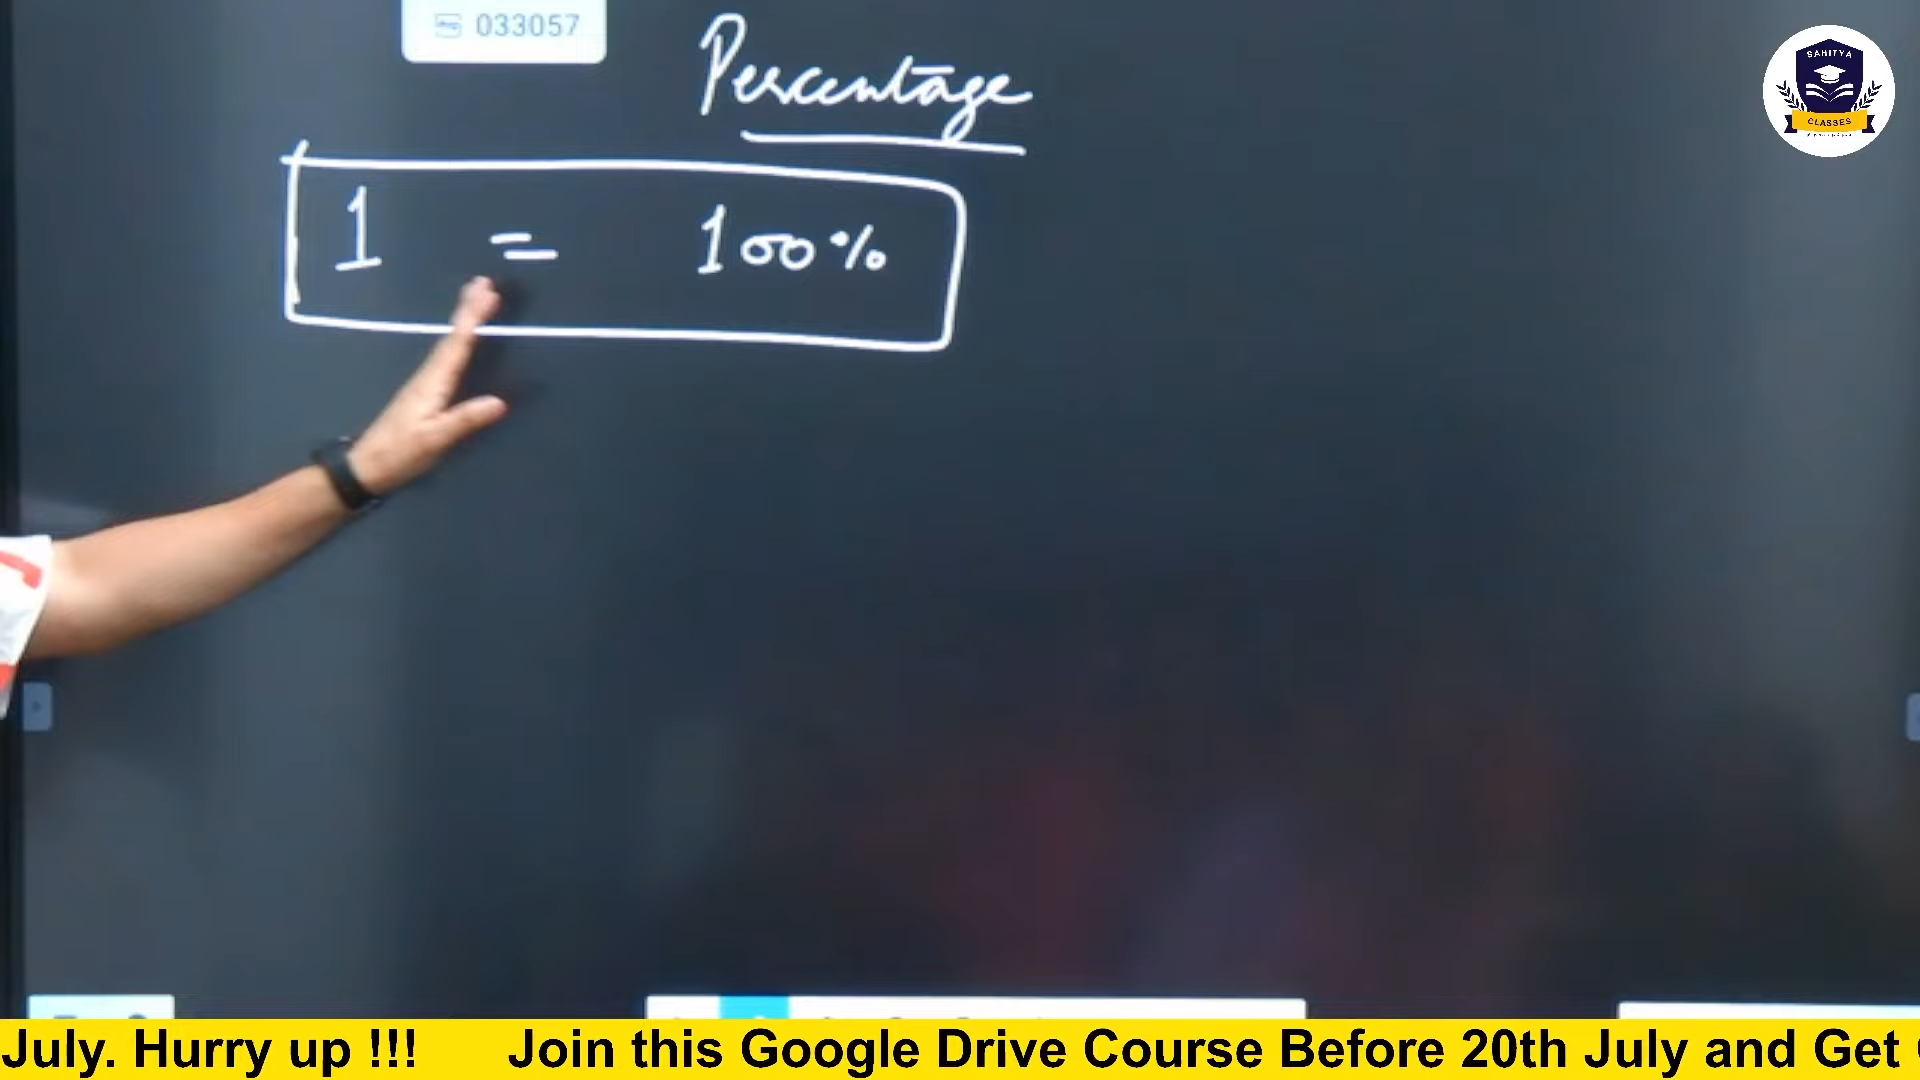 033057
Percentage
1 = 100%
SAHITYA
CLASSES
July. Hurry up !!! Join this Google Drive Course Before 20th July and Get